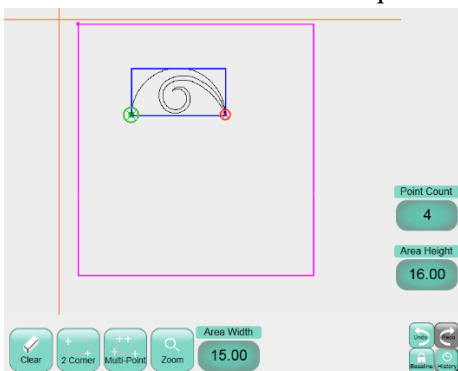 Point Count
4
Area Height
16.00
Clear
2 Corner
Multi-Point
Zoom
Area Width
15.00
Undo
Redo
Baseline
History